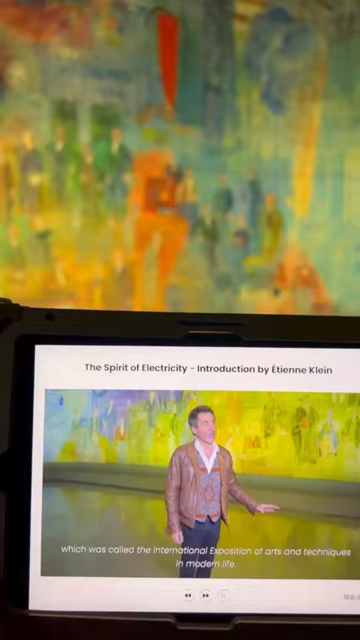 The Spirit of Electricity - Introduction by Étienne Klein
which was called the International Exposition of arts and techniques
in modern life.